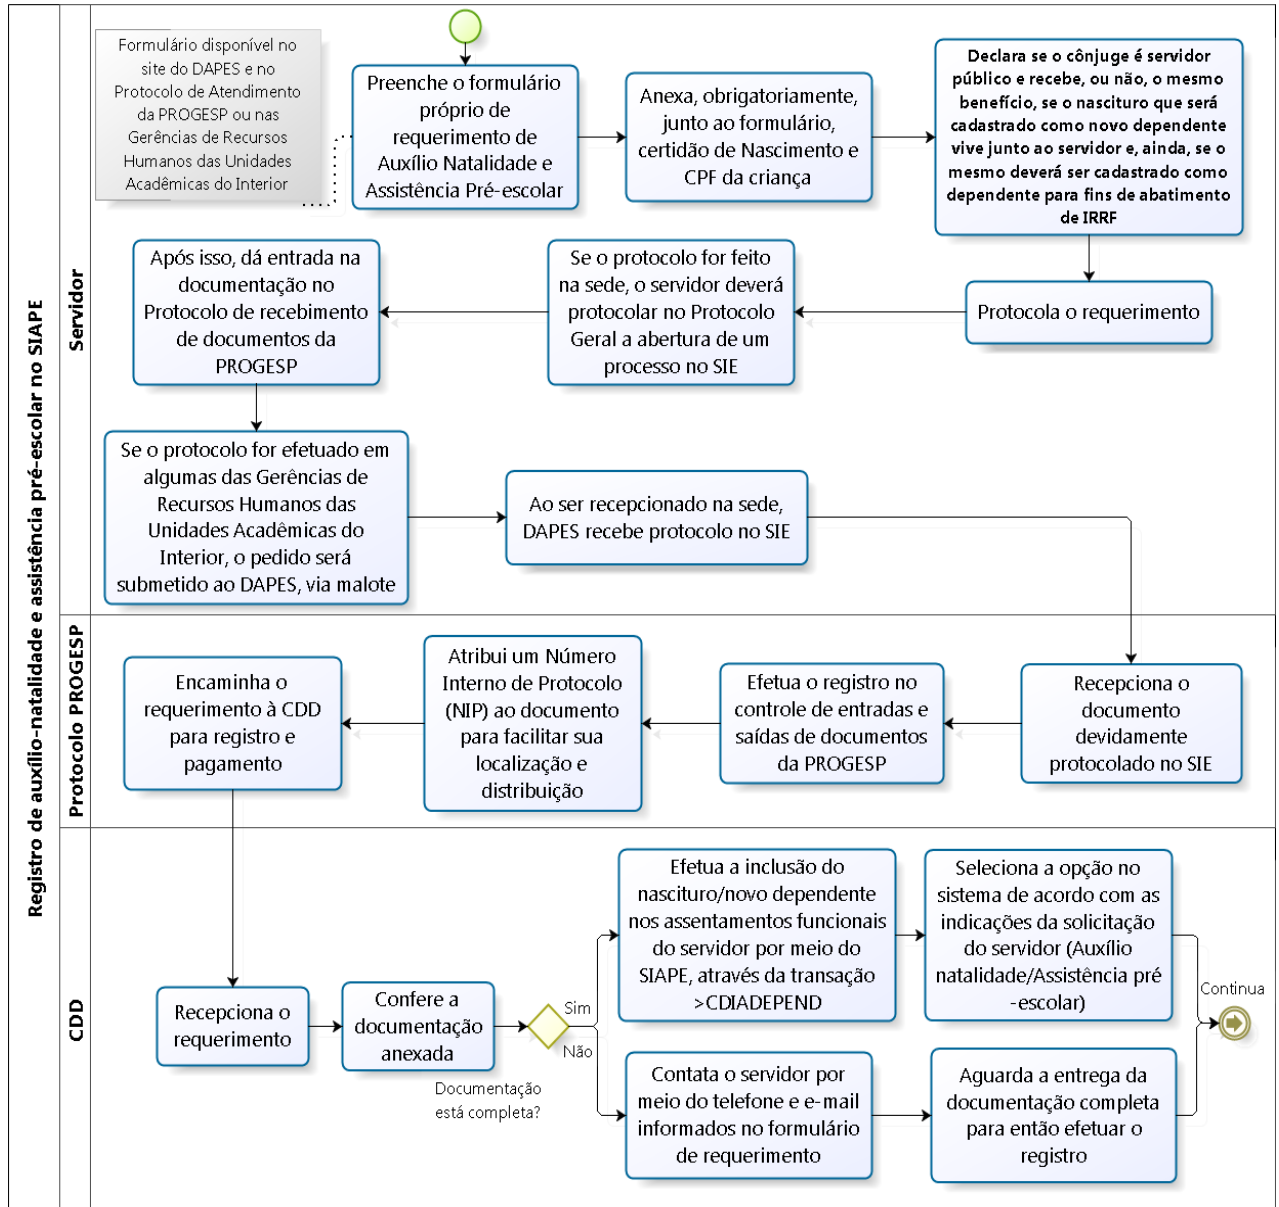 Registro de auxílio-natalidade e assistência pré-escolar no SIAPE
Servidor
Formulário disponível no
site do DAPES e no
Protocolo de Atendimento
da PROGESP ou nas
Gerências de Recursos
Humanos das Unidades
Acadêmicas do Interior
Preenche o formulário
próprio de
requerimento de
Auxílio Natalidade e
Assistência Pré-escolar
Anexa, obrigatoriamente,
junto ao formulário,
certidão de Nascimento e
CPF da criança
Declara se o cônjuge é servidor
público e recebe, ou não, o mesmo
benefício, se o nascituro que será
cadastrado como novo dependente
vive junto ao servidor e, ainda, se o
mesmo deverá ser cadastrado como
dependente para fins de abatimento
de IRRF
Protocola o requerimento
Se o protocolo for feito
na sede, o servidor deverá
protocolar no Protocolo
Geral a abertura de um
processo no SIE
Após isso, dá entrada na
documentação no
Protocolo de recebimento
de documentos da
PROGESP
Se o protocolo for efetuado em
algumas das Gerências de
Recursos Humanos das
Unidades Acadêmicas do
Interior, o pedido será
submetido ao DAPES, via malote
Ao ser recepcionado na sede,
DAPES recebe protocolo no SIE
Protocolo PROGESP
Recepciona o
documento
devidamente
protocolado no SIE
Efetua o registro no
controle de entradas e
saídas de documentos
da PROGESP
Atribui um Número
Interno de Protocolo
(NIP) ao documento
para facilitar sua
localização e
distribuição
Encaminha o
requerimento à CDD
para registro e
pagamento
CDD
Recepciona o
requerimento
Confere a
documentação
anexada
Documentação
está completa?
Sim
Não
Efetua a inclusão do
nascituro/novo dependente
nos assentamentos funcionais
do servidor por meio do
SIAPE, através da transação
>CDIADEPEND
Seleciona a opção no
sistema de acordo com as
indicações da solicitação
do servidor (Auxílio
natalidade/Assistência pré
-escolar)
Contata o servidor por
meio do telefone e e-mail
informados no formulário
de requerimento
Aguarda a entrega da
documentação completa
para então efetuar o
registro
Continua